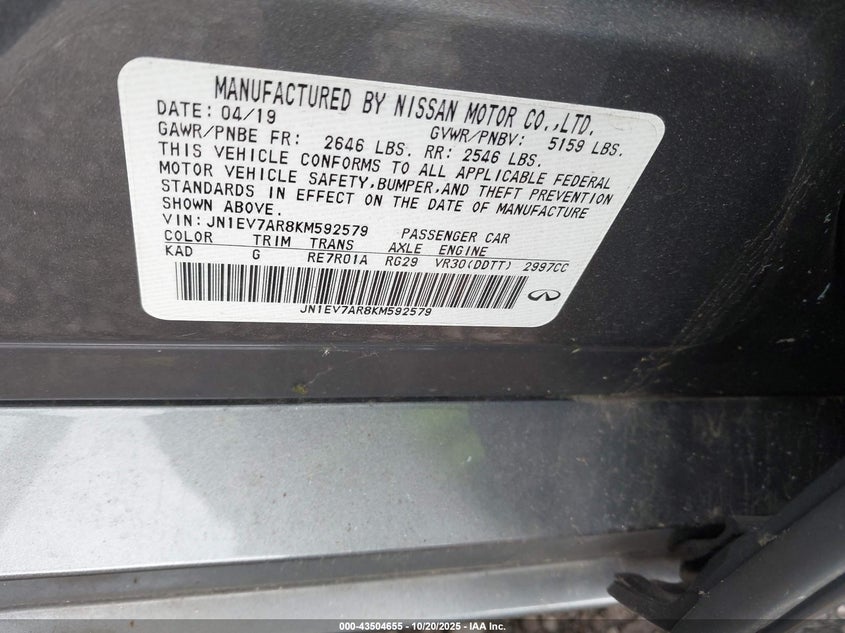 MANUFACTURED BY NISSAN MOTOR CO.,LTD.
DATE: 04/19 GVWR/PNBV: 5159 LBS.
GAWR/PNBE FR: 2646 LBS. RR: 2546 LBS.
THIS VEHICLE CONFORMS TO ALL APPLICABLE FEDERAL
MOTOR VEHICLE SAFETY,BUMPER,AND THEFT PREVENTION
STANDARDS IN EFFECT ON THE DATE OF MANUFACTURE
SHOWN ABOVE.
VIN: JN1EV7AR8KM592579 PASSENGER CAR
COLOR TRIM TRANS AXLE ENGINE
KAD G RE7R01A RG29 VR30(DDTT) 2997CC
JN1EV7AR8KM592579
000-43504655 - 10/20/2025 - IAA Inc.